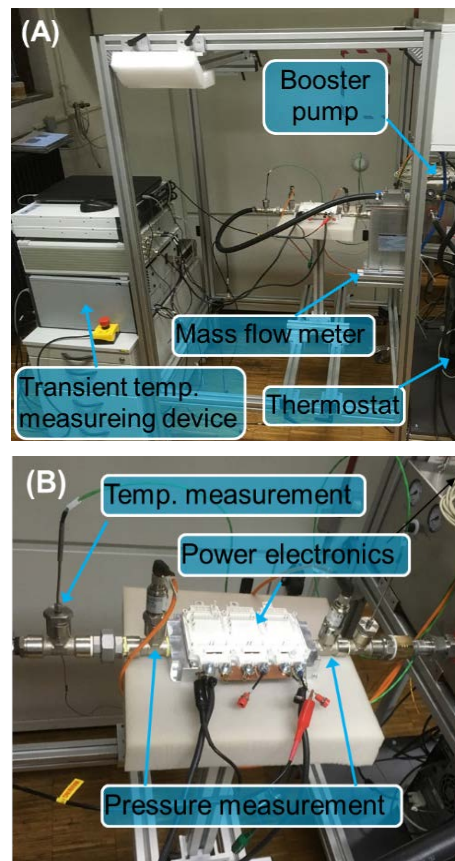 (A)
Booster
pump
Mass flow meter
Transient temp.
measureing device
Thermostat
(B)
Temp. measurement
Power electronics
Pressure measurement